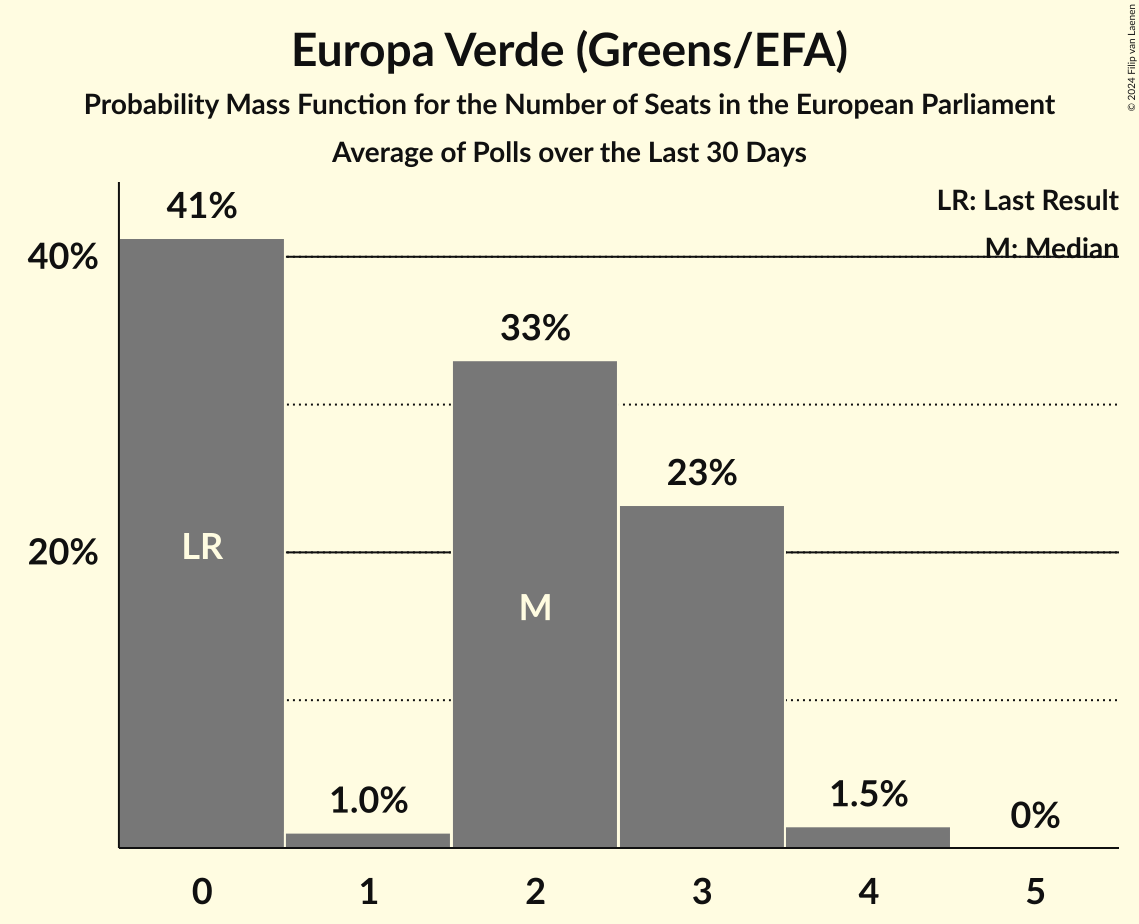 Europa Verde (Greens/EFA)
Probability Mass Function for the Number of Seats in the European Parliament
Average of Polls over the Last 30 Days
© 2024 Filip van Laenen
LR: Last Result
M: Median
41%
40%
33%
23%
LR
20%
M
1.0%
1.5%
0%
0 1 2 3 4 5